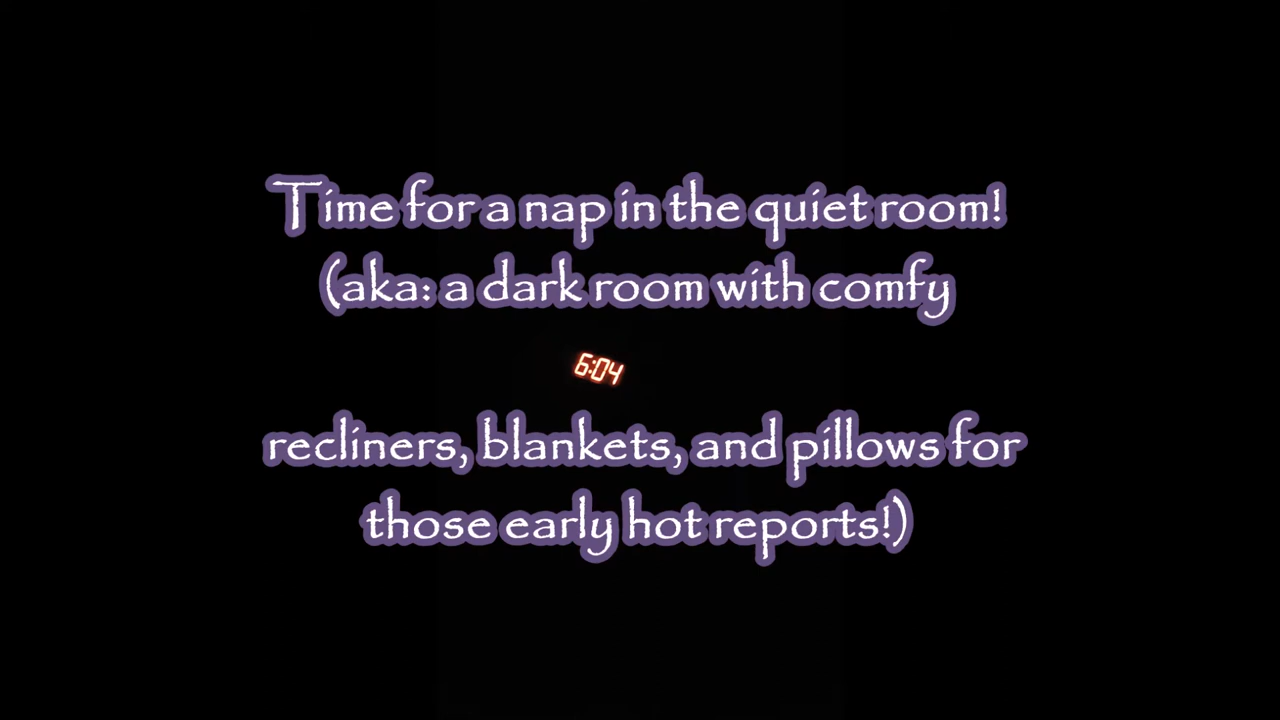 Time for a nap in the quiet room!
(aka: a dark room with comfy
6:04
recliners, blankets, and pillows for
those early hot reports!)